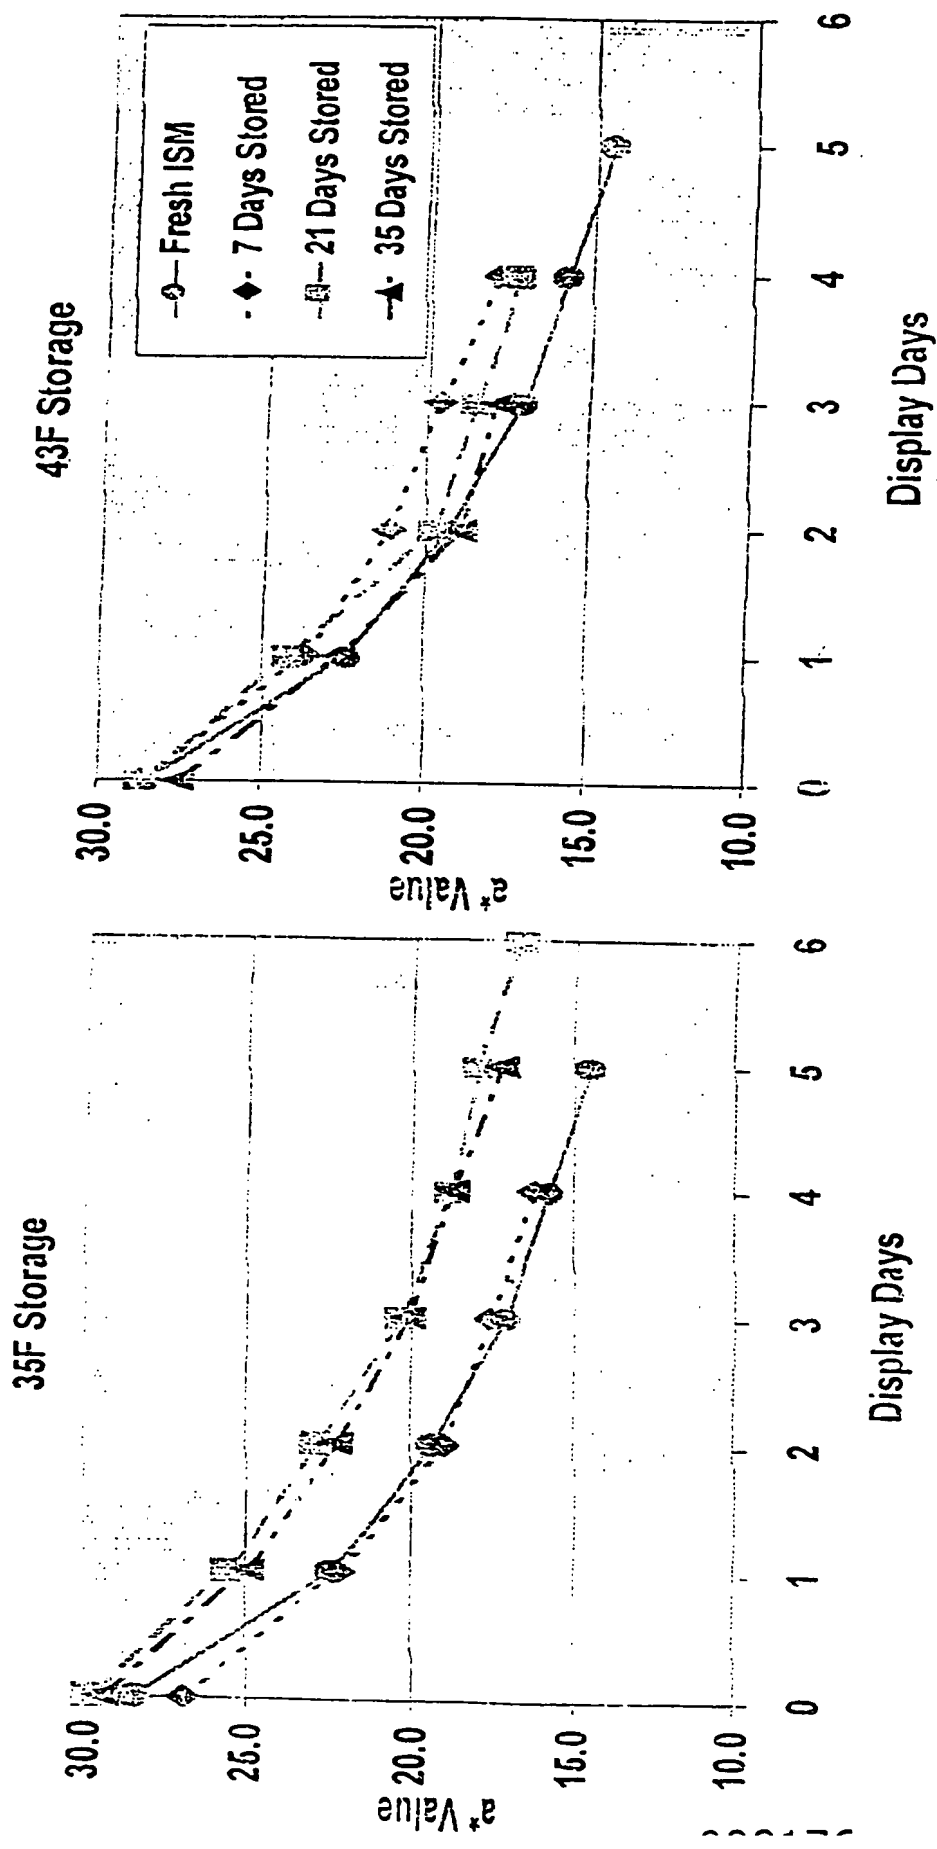 35F Storage
a* Value
30.0
25.0
20.0
15.0
10.0
0 1 2 3 4 5 6
Display Days
43F Storage
a* Value
30.0
25.0
20.0
15.0
10.0
0 1 2 3 4 5 6
Display Days
Fresh ISM
7 Days Stored
21 Days Stored
35 Days Stored